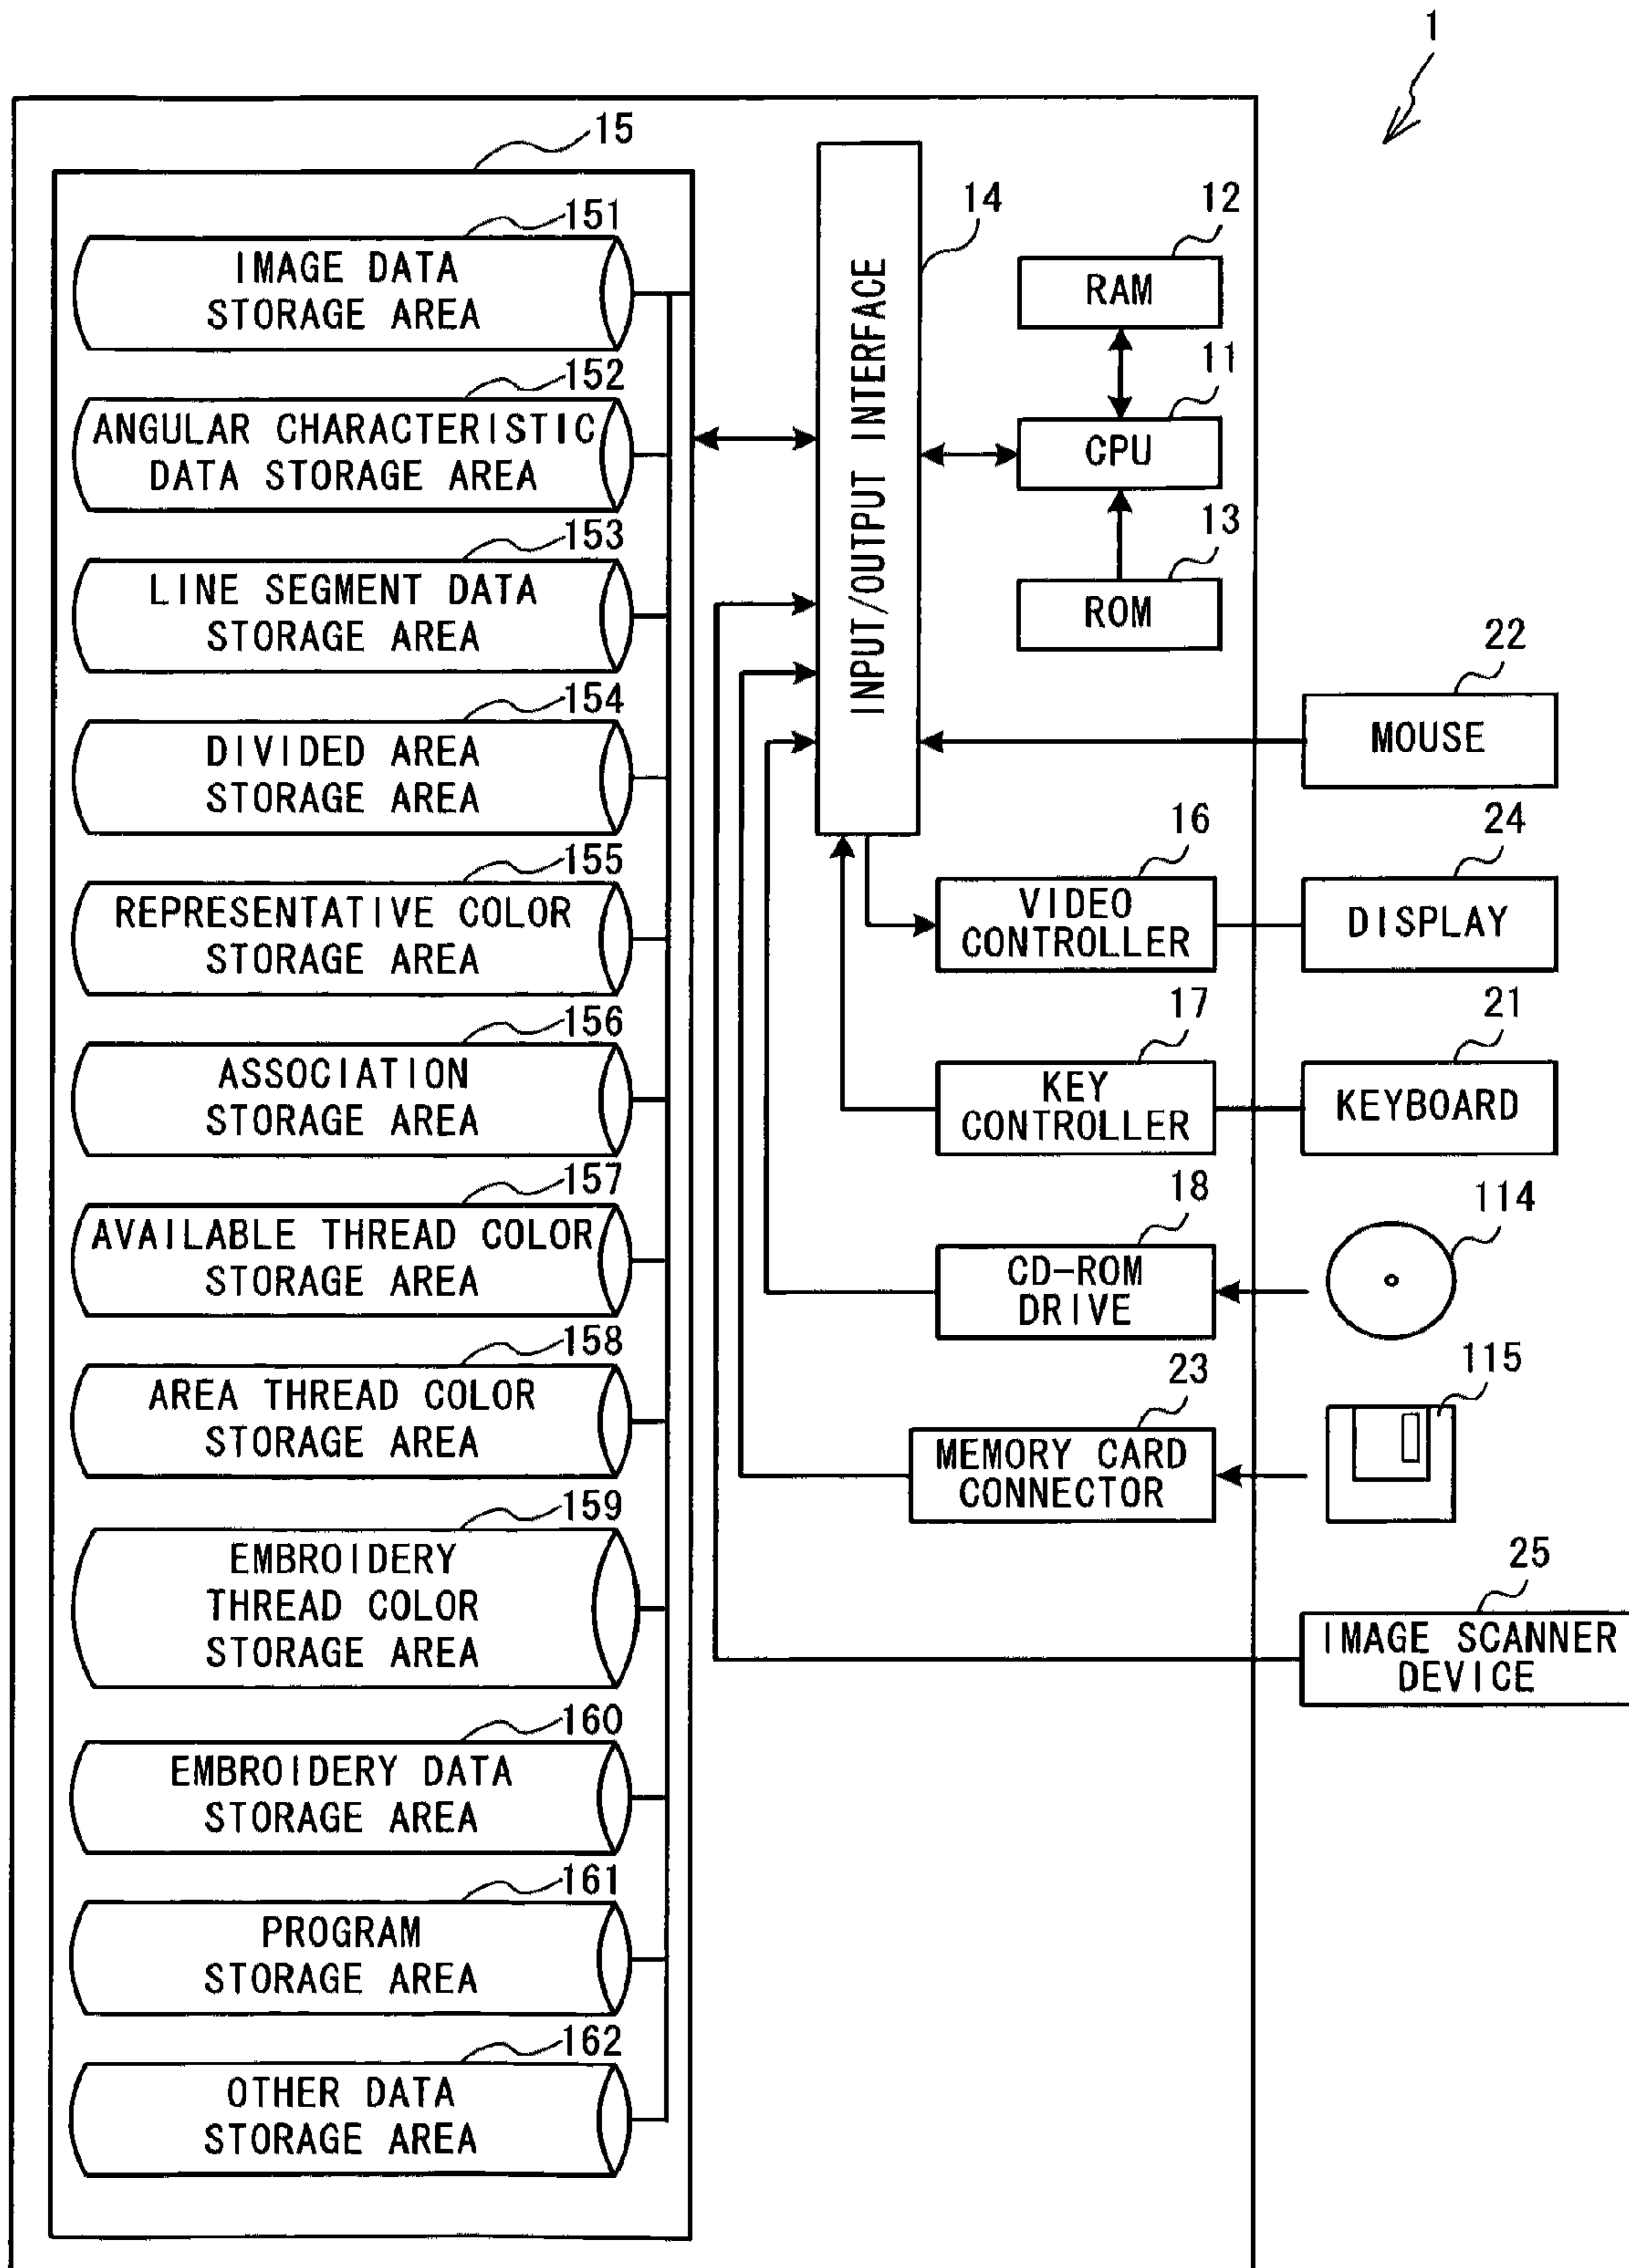 1
15
151
IMAGE DATA
STORAGE AREA
152
ANGULAR CHARACTERISTIC
DATA STORAGE AREA
153
LINE SEGMENT DATA
STORAGE AREA
154
DIVIDED AREA
STORAGE AREA
155
REPRESENTATIVE COLOR
STORAGE AREA
156
ASSOCIATION
STORAGE AREA
157
AVAILABLE THREAD COLOR
STORAGE AREA
158
AREA THREAD COLOR
STORAGE AREA
159
EMBROIDERY
THREAD COLOR
STORAGE AREA
160
EMBROIDERY DATA
STORAGE AREA
161
PROGRAM
STORAGE AREA
162
OTHER DATA
STORAGE AREA
14
INPUT/OUTPUT INTERFACE
12
RAM
11
CPU
13
ROM
22
MOUSE
16
VIDEO
CONTROLLER
24
DISPLAY
17
KEY
CONTROLLER
21
KEYBOARD
18
CD-ROM
DRIVE
114
23
MEMORY CARD
CONNECTOR
115
25
IMAGE SCANNER
DEVICE